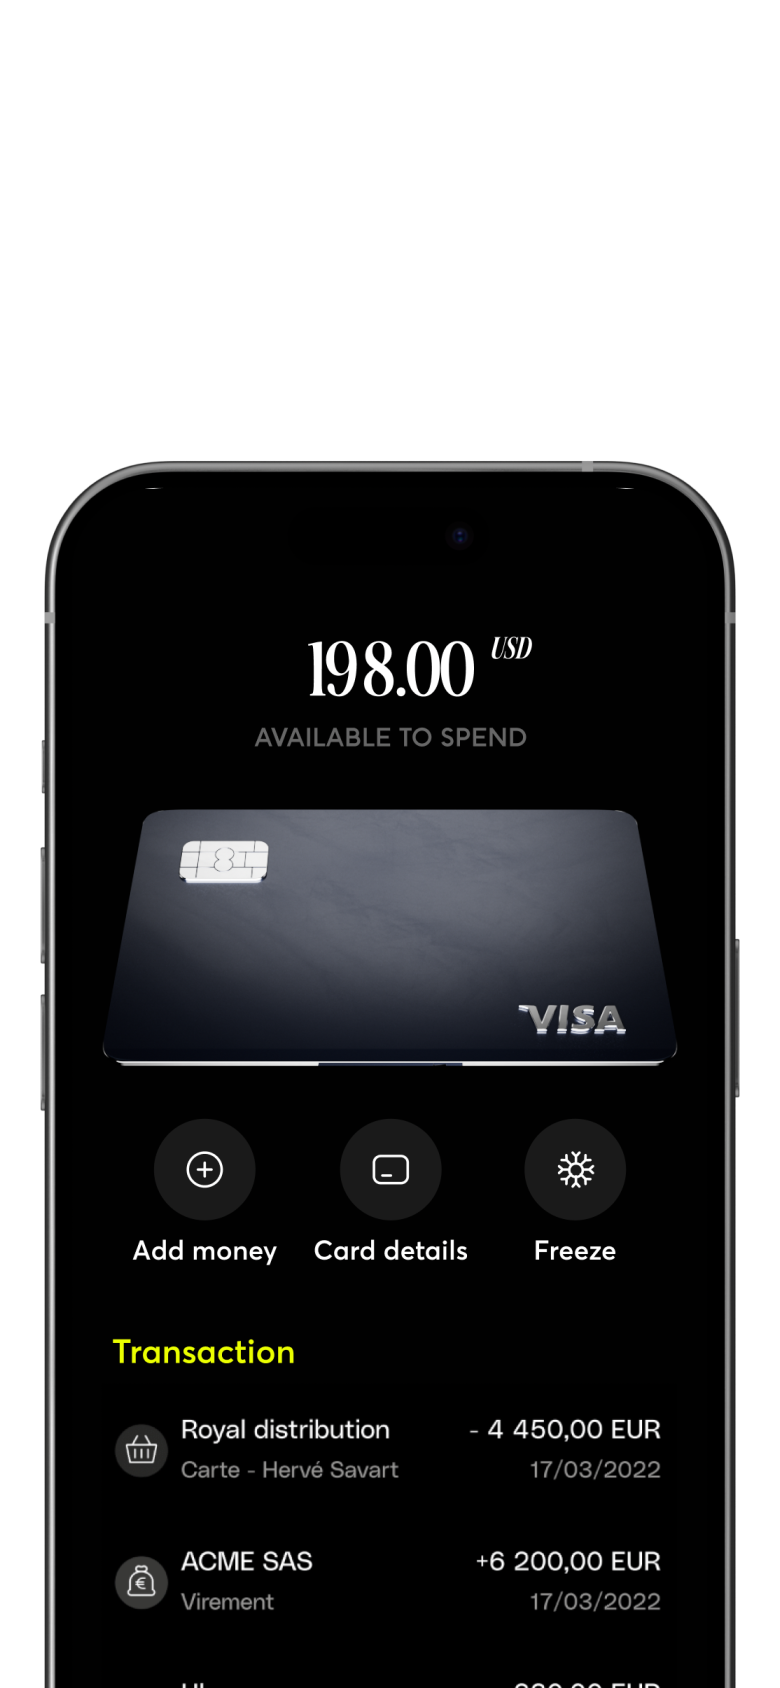 198.00 USD
AVAILABLE TO SPEND
VISA
Add money
Card details
Freeze
Transaction
Royal distribution - 4 450,00 EUR
Carte - Hervé Savart 17/03/2022
ACME SAS +6 200,00 EUR
Virement 17/03/2022